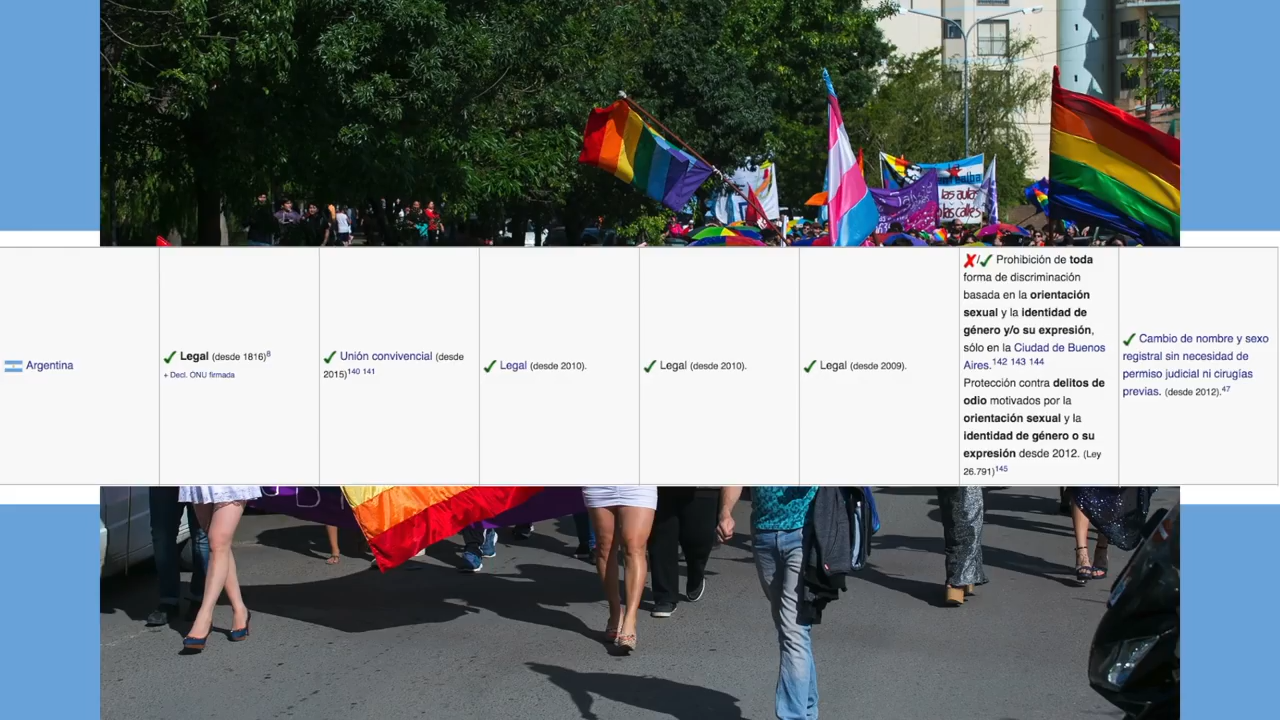 las aulas
las calles
Argentina
✓ Legal (desde 1816)8
+ Decl. ONU firmada
✓ Unión convivencial (desde
2015)140 141
✓ Legal (desde 2010).
✓ Legal (desde 2010).
✓ Legal (desde 2009).
✗/✓ Prohibición de toda
forma de discriminación
basada en la orientación
sexual y la identidad de
género y/o su expresión,
sólo en la Ciudad de Buenos
Aires.142 143 144
Protección contra delitos de
odio motivados por la
orientación sexual y la
identidad de género o su
expresión desde 2012. (Ley
26.791)145
✓ Cambio de nombre y sexo
registral sin necesidad de
permiso judicial ni cirugías
previas. (desde 2012).47